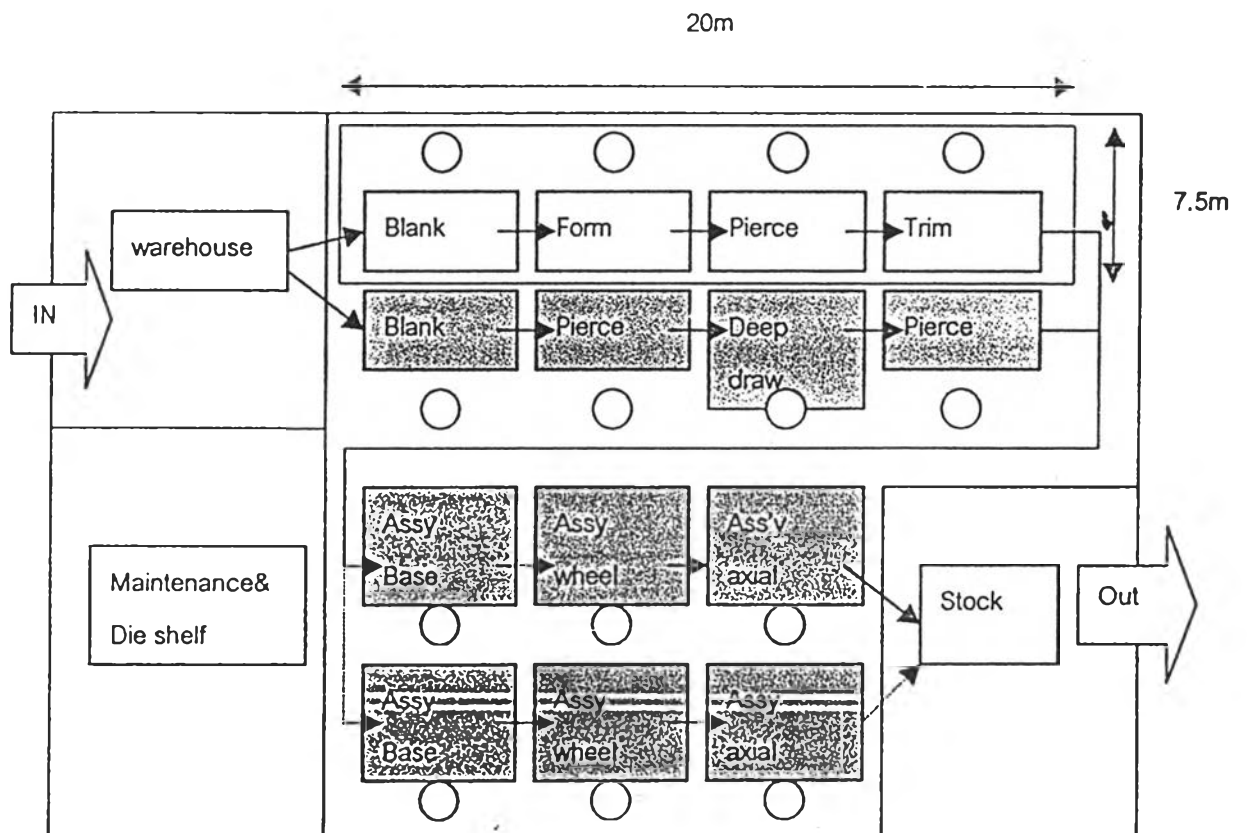 20m
7.5m
warehouse
IN
Blank
Form
Pierce
Trim
Blank
Pierce
Deep
draw
Pierce
Assy
Base
Assy
wheel
Ass'y
axial
Maintenance&
Die shelf
Stock
Out
Assy
Base
Assy
wheel
Assy
axial